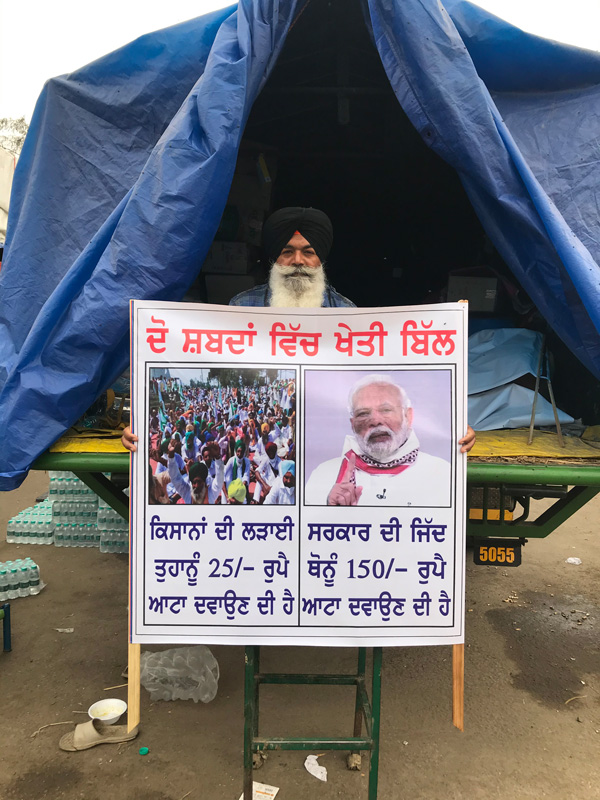 ਦੋ ਸ਼ਬਦਾਂ ਵਿੱਚ ਖੇਤੀ ਬਿੱਲ
ਕਿਸਾਨਾਂ ਦੀ ਲੜਾਈ
ਤੁਹਾਨੂੰ 25/- ਰੁਪੈ
ਆਟਾ ਦਵਾਉਣ ਦੀ ਹੈ
ਸਰਕਾਰ ਦੀ ਜਿੱਦ
ਥੋਨੂੰ 150/- ਰੁਪੈ
ਆਟਾ ਦਵਾਉਣ ਦੀ ਹੈ
5055